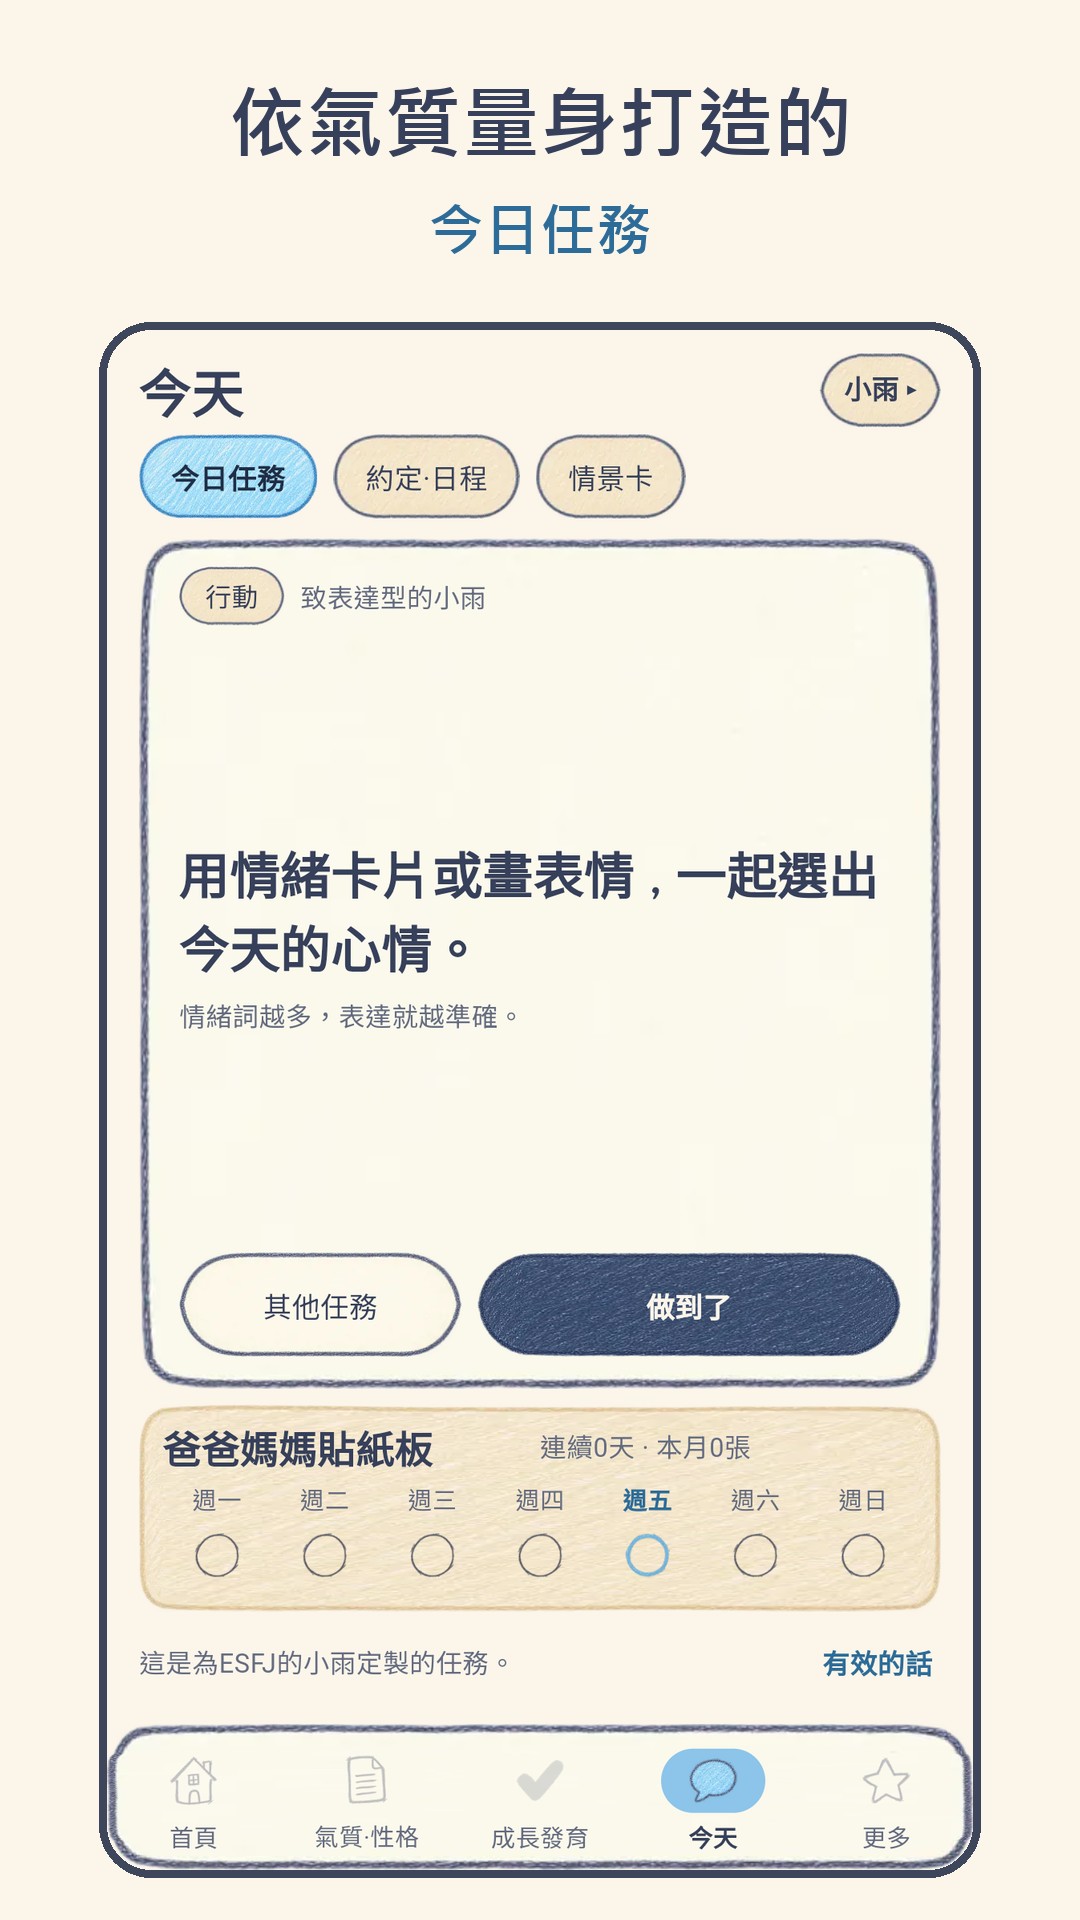 依氣質量身打造的
今日任務
今天
小雨 ▸
今日任務
約定·日程
情景卡
行動
致表達型的小雨
用情緒卡片或畫表情，一起選出
今天的心情。
情緒詞越多，表達就越準確。
其他任務
做到了
爸爸媽媽貼紙板
連續0天 · 本月0張
週一 週二 週三 週四 週五 週六 週日
這是為ESFJ的小雨定製的任務。
有效的話
首頁
氣質·性格
成長發育
今天
更多